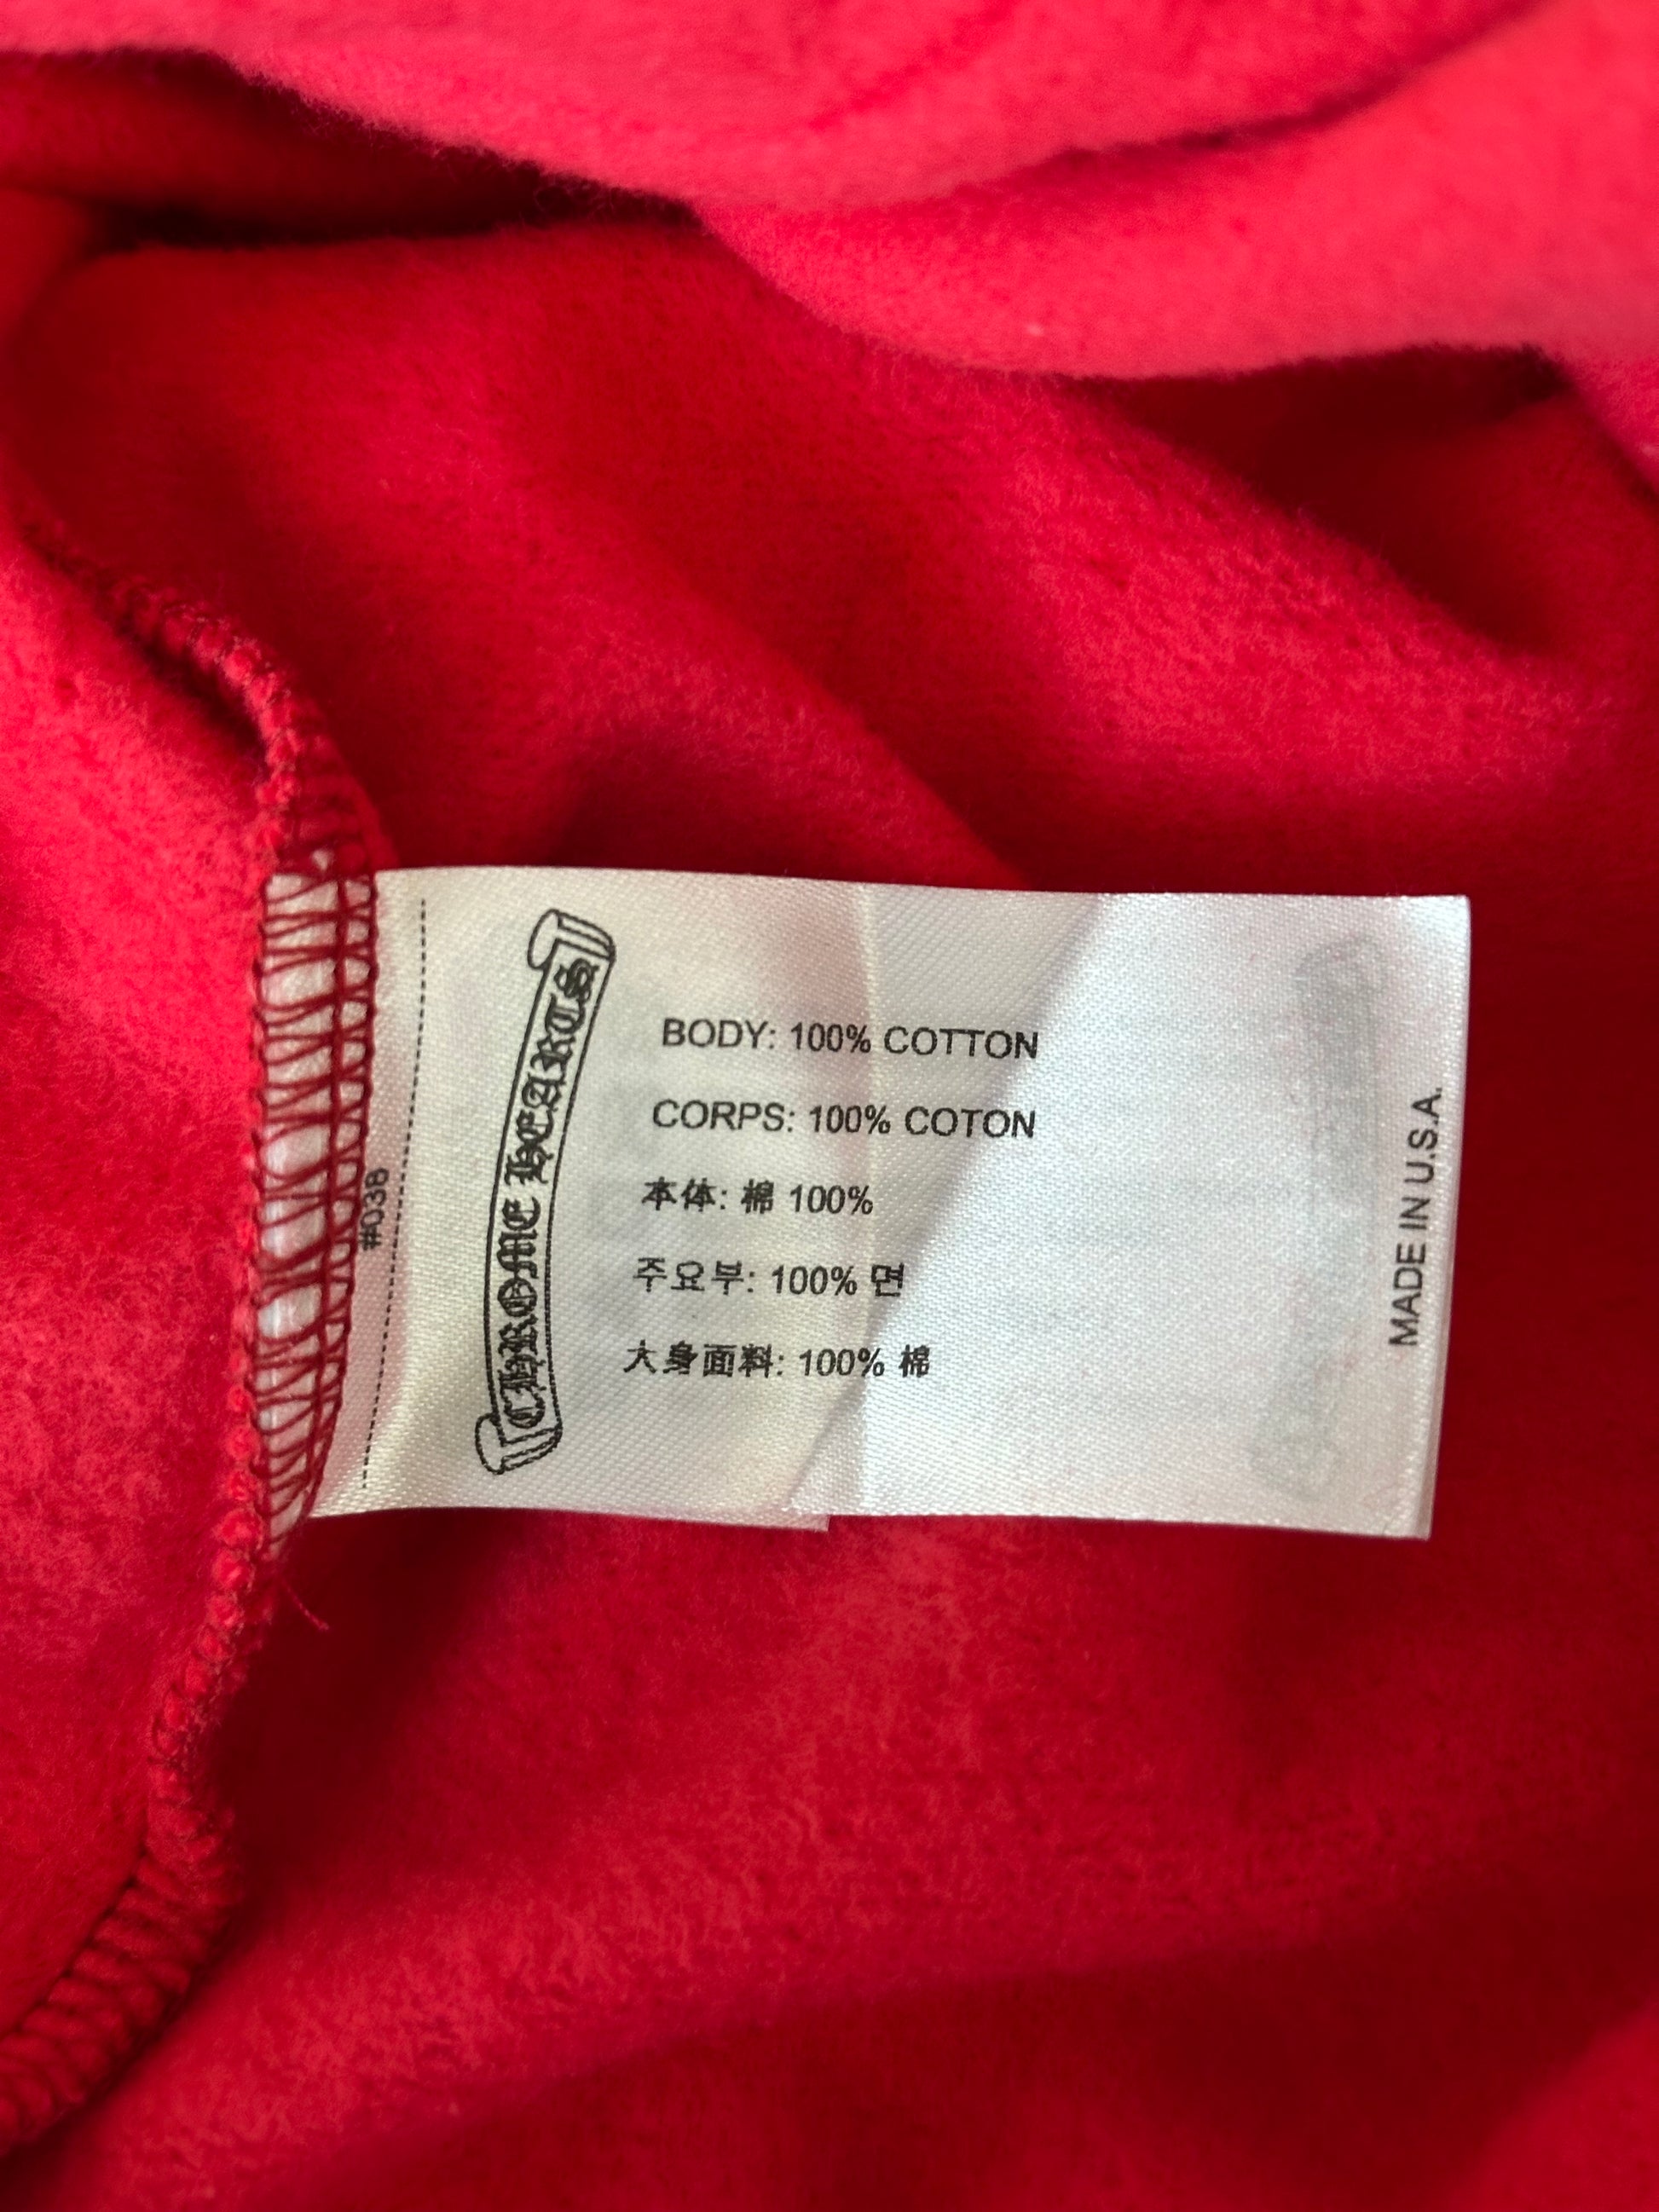 #038
CHROME HEARTS
BODY: 100% COTTON
CORPS: 100% COTON
本体: 棉 100%
주요부: 100% 면
大身面料: 100% 棉
MADE IN U.S.A.